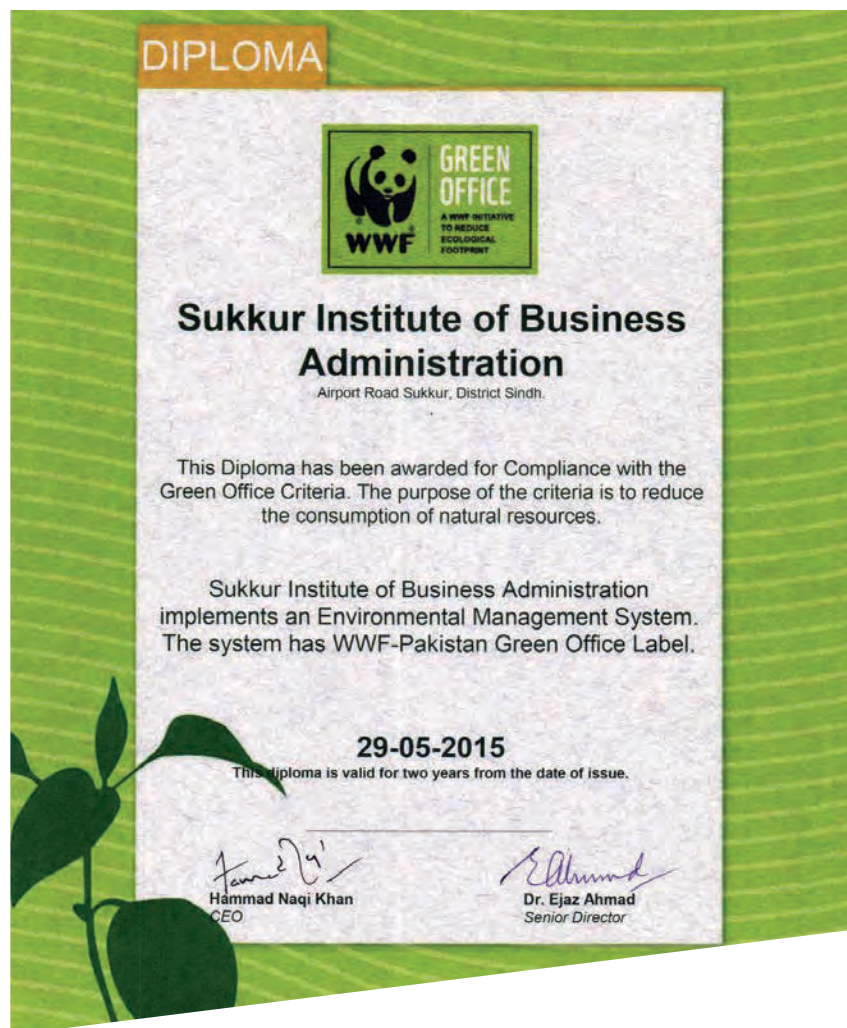 DIPLOMA
GREEN
OFFICE
A WWF INITIATIVE
TO REDUCE
ECOLOGICAL
FOOTPRINT
WWF
Sukkur Institute of Business
Administration
Airport Road Sukkur, District Sindh.
This Diploma has been awarded for Compliance with the
Green Office Criteria. The purpose of the criteria is to reduce
the consumption of natural resources.
Sukkur Institute of Business Administration
implements an Environmental Management System.
The system has WWF-Pakistan Green Office Label.
29-05-2015
This diploma is valid for two years from the date of issue.
Hammad Naqi Khan
CEO
Dr. Ejaz Ahmad
Senior Director